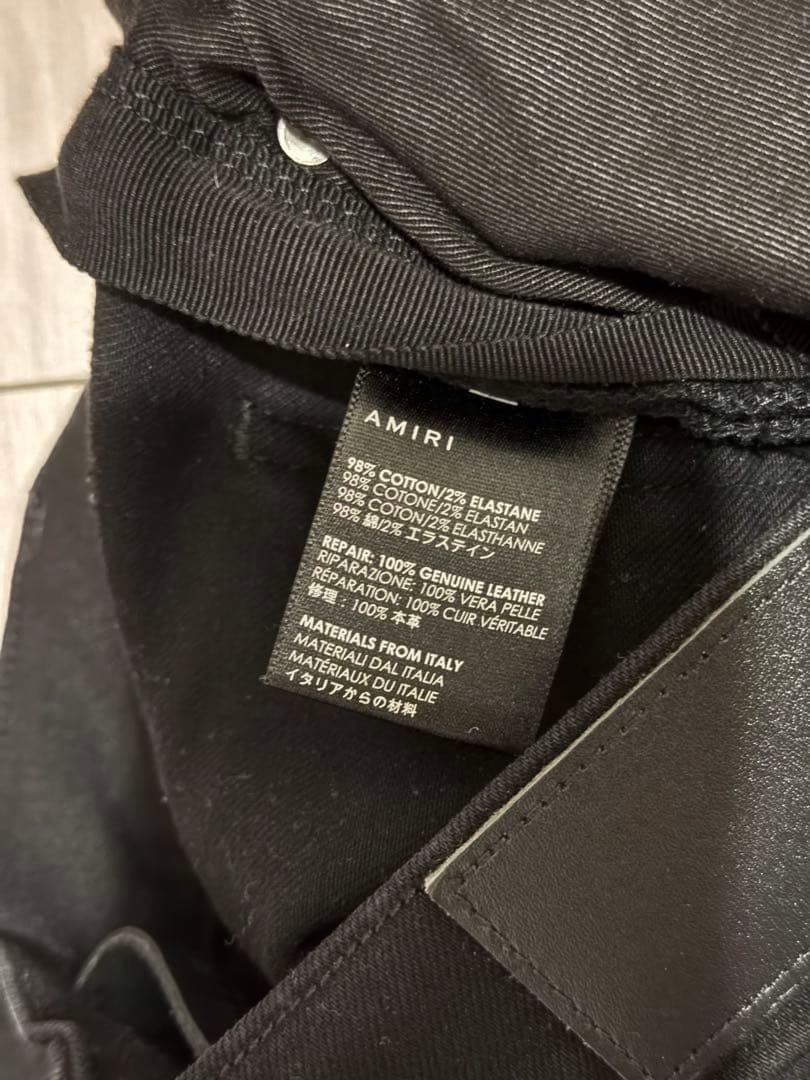 AMIRI
98% COTTON/2% ELASTANE
98% COTONE/2% ELASTAN
98% COTON/2% ELASTHANNE
98% 綿/2% エラステイン
REPAIR: 100% GENUINE LEATHER
RIPARAZIONE: 100% VERA PELLE
RÉPARATION: 100% CUIR VÉRITABLE
修理 : 100% 本革
MATERIALS FROM ITALY
MATERIALI DAL ITALIA
MATÉRIAUX DU ITALIE
イタリアからの材料